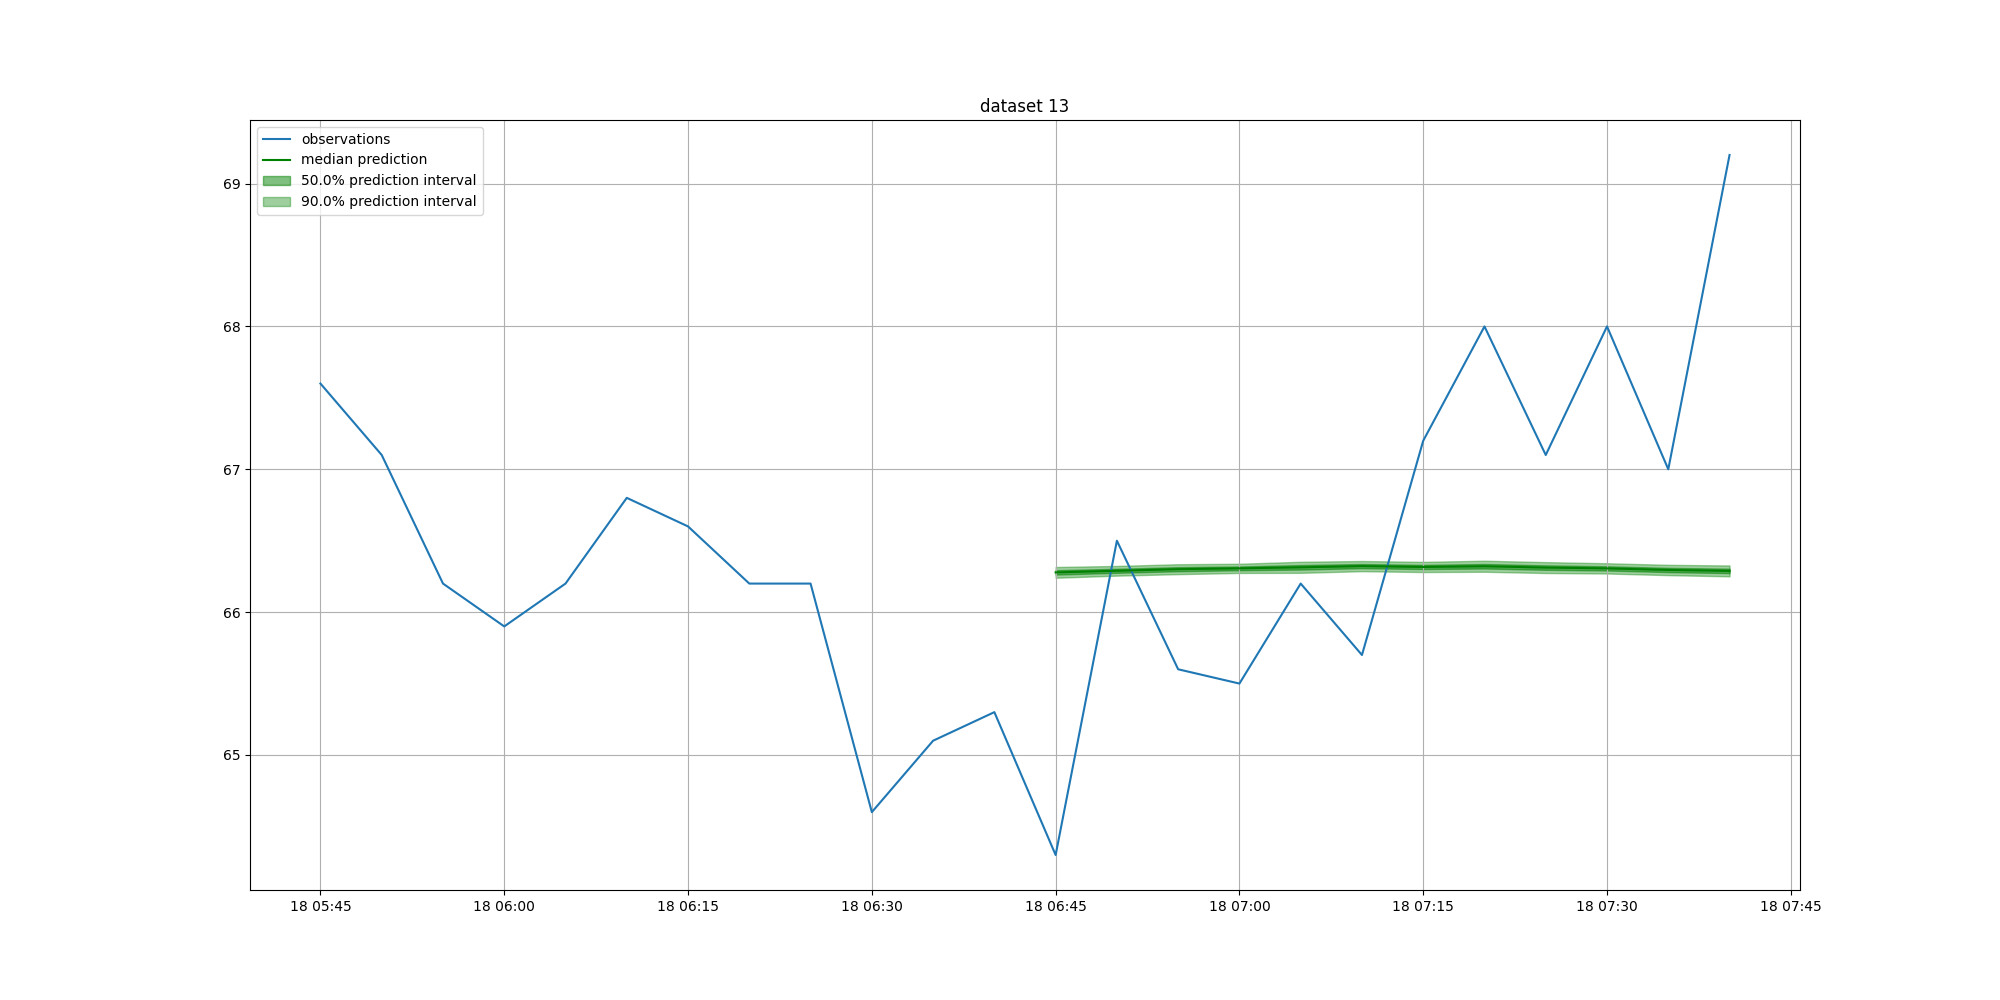 dataset 13
observations
median prediction
50.0% prediction interval
90.0% prediction interval
69
68
67
66
65
18 05:45 18 06:00 18 06:15 18 06:30 18 06:45 18 07:00 18 07:15 18 07:30 18 07:45